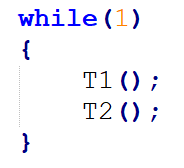 while(1)
{
T1();
T2();
}